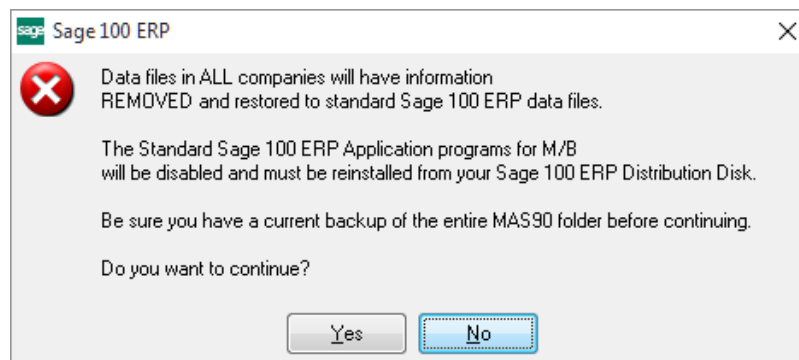 sage Sage 100 ERP
Data files in ALL companies will have information
REMOVED and restored to standard Sage 100 ERP data files.
The Standard Sage 100 ERP Application programs for M/B
will be disabled and must be reinstalled from your Sage 100 ERP Distribution Disk.
Be sure you have a current backup of the entire MAS90 folder before continuing.
Do you want to continue?
Yes No